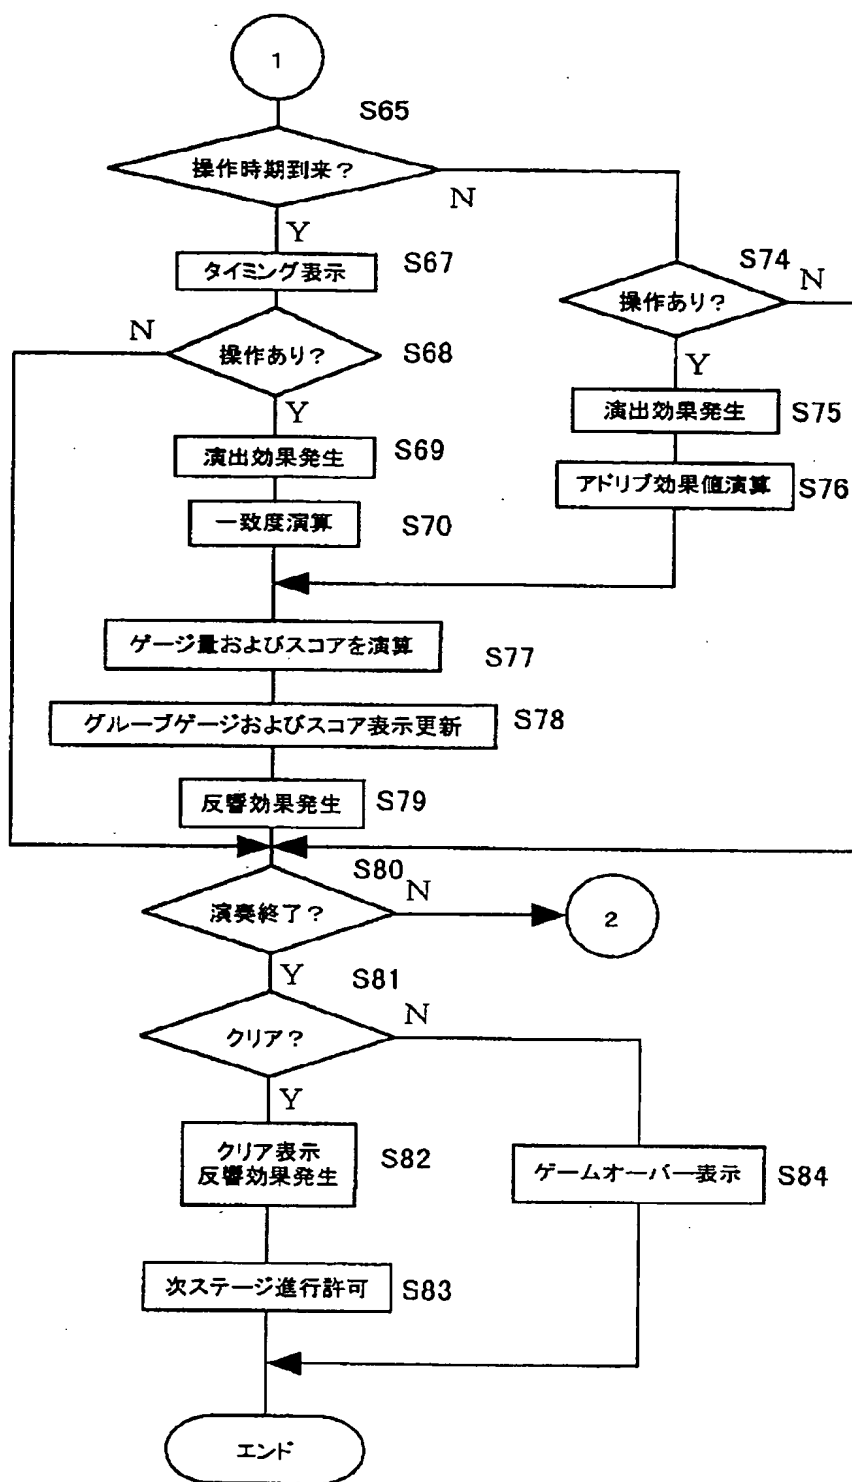 1
S65
操作時期到来？
N
Y
タイミング表示
S67
S74
N
操作あり？
N
操作あり？
S68
Y
Y
演出効果発生
S75
演出効果発生
S69
アドリブ効果値演算
S76
一致度演算
S70
ゲージ量およびスコアを演算
S77
グルーブゲージおよびスコア表示更新
S78
反響効果発生
S79
S80
演奏終了？
N
2
Y
S81
クリア？
N
Y
クリア表示
反響効果発生
S82
ゲームオーバー表示
S84
次ステージ進行許可
S83
エンド